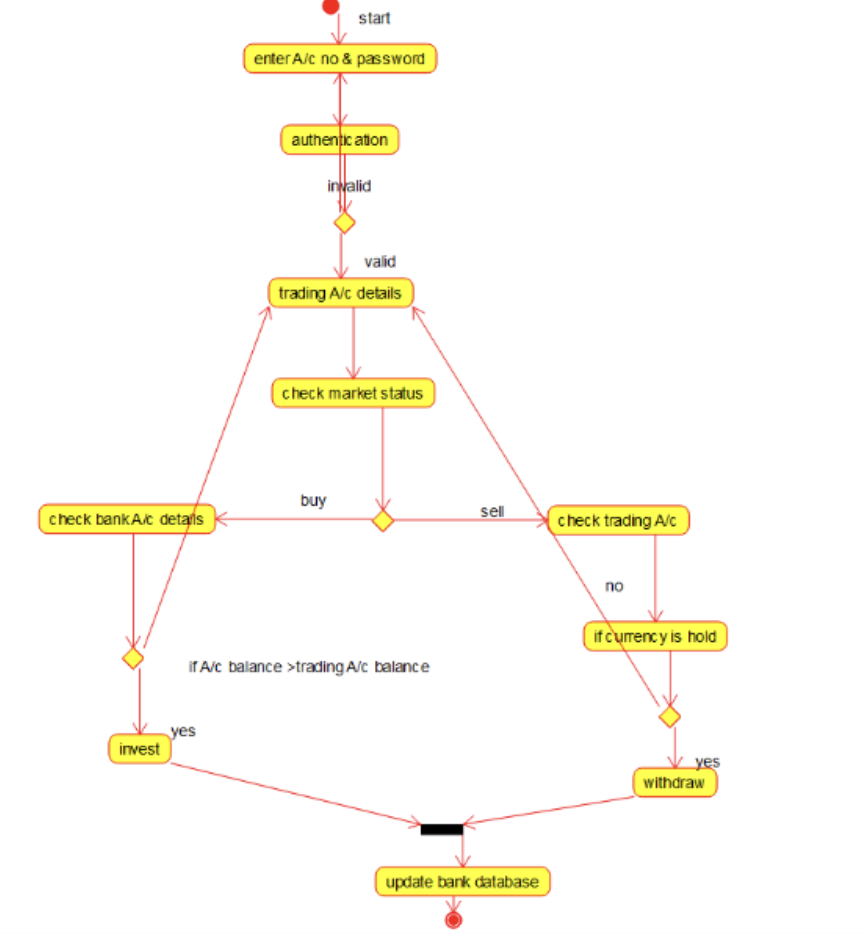 start
enter A/c no & password
authentication
invalid
valid
trading A/c details
check market status
buy
sell
check bank A/c details
check trading A/c
no
if currency is hold
if A/c balance >trading A/c balance
yes
invest
yes
withdraw
update bank database